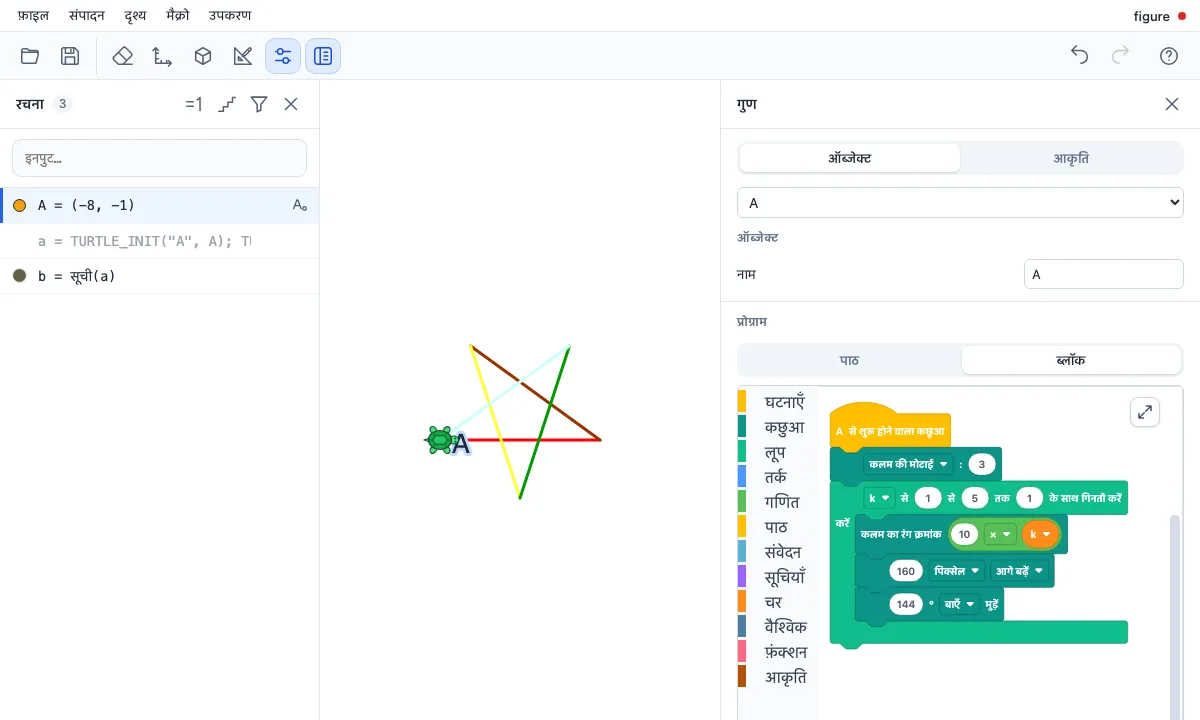 फ़ाइल संपादन दृश्य मैक्रो उपकरण figure
रचना 3 =1
इनपुट...
A = (-8, -1)
a = TURTLE_INIT("A", A);
b = सूची(a)
A
गुण
ऑब्जेक्ट आकृति
A
ऑब्जेक्ट
नाम A
प्रोग्राम
पाठ ब्लॉक
घटनाएँ
कछुआ
लूप
तर्क
गणित
पाठ
संवेदन
सूचियाँ
चर
वैश्विक
फ़ंक्शन
आकृति
A से शुरू होने वाला कछुआ
कलम की मोटाई : 3
k से 1 से 5 तक 1 के साथ गिनती करें
करें
कलम का रंग क्रमांक 10 × k
160 पिक्सेल आगे बढ़ें
144 ° बाएँ मुड़ें